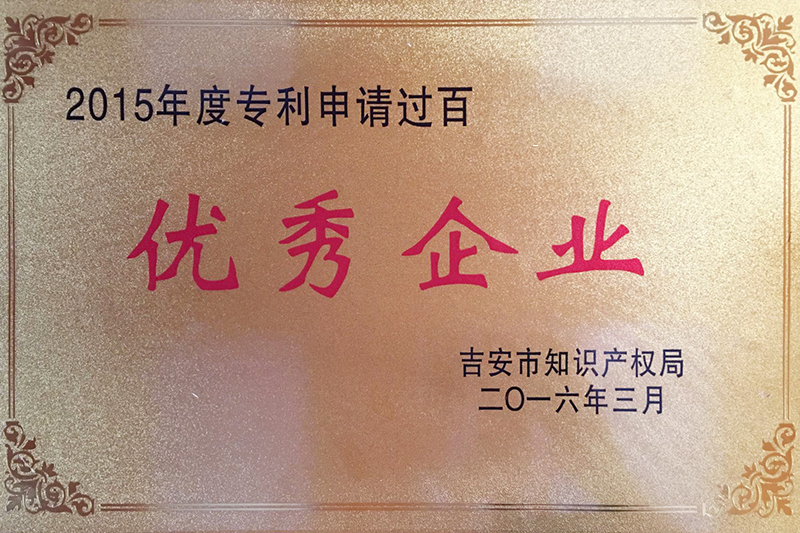 2015年度专利申请过百
优秀企业
吉安市知识产权局
二〇一六年三月